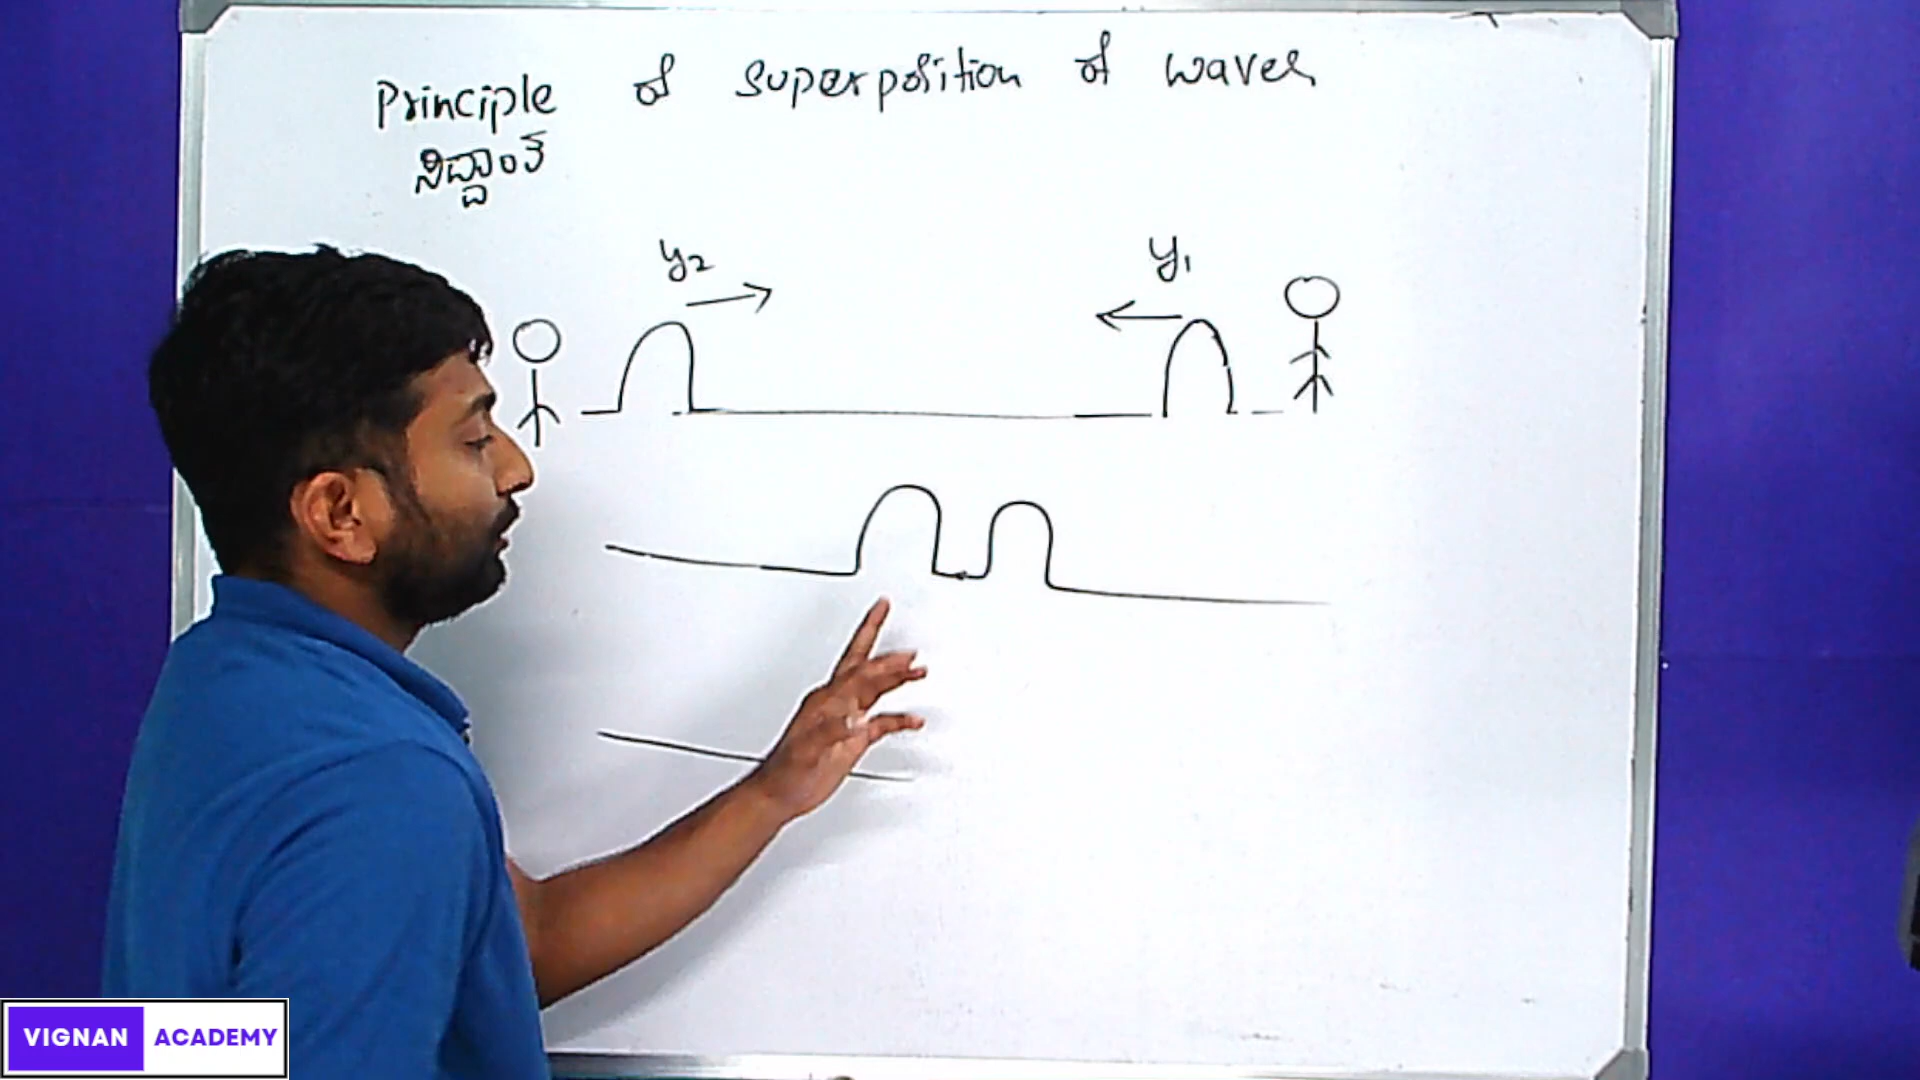 Principle of superposition of waves
ಸಿದ್ಧಾಂತ
y₂
y₁
VIGNAN ACADEMY